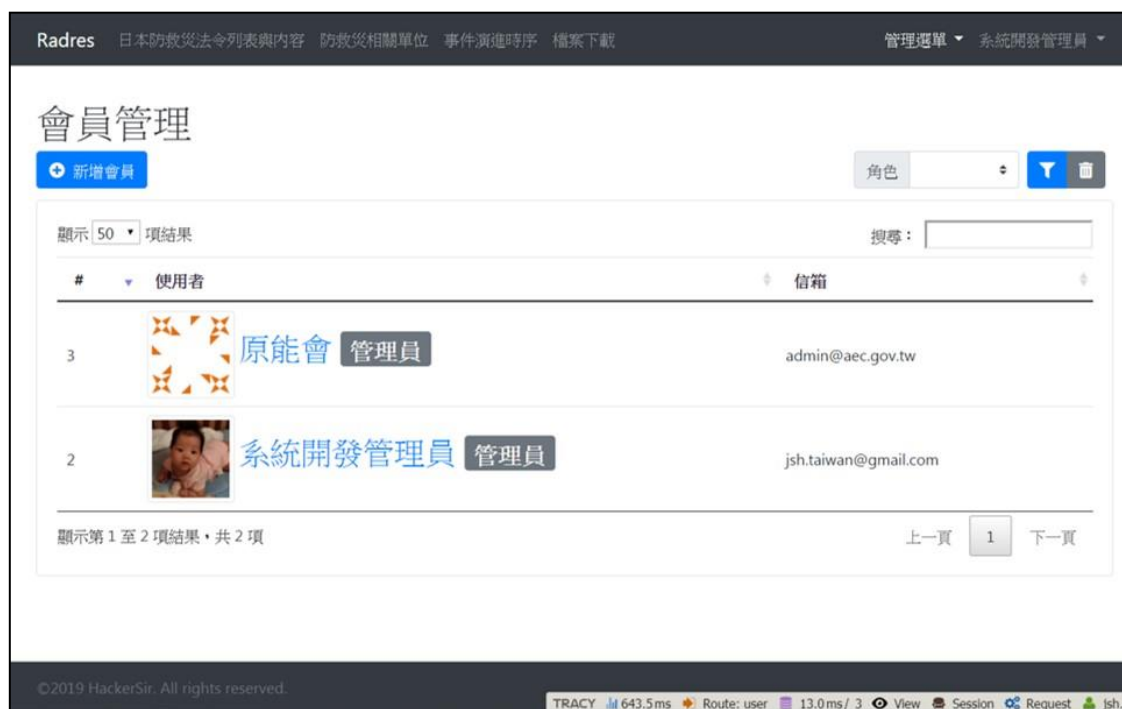 Radres 日本防救災法令列表與內容 防救災相關單位 事件演進時序 檔案下載 管理選單 系統開發管理員
會員管理
新增會員 角色
顯示 50 項結果 搜尋：
# 使用者 信箱
3 原能會 管理員 admin@aec.gov.tw
2 系統開發管理員 管理員 jsh.taiwan@gmail.com
顯示第 1 至 2 項結果，共 2 項 上一頁 1 下一頁
©2019 HackerSir. All rights reserved.
TRACY 643.5 ms Route: user 13.0 ms / 3 View Session Request jsh.